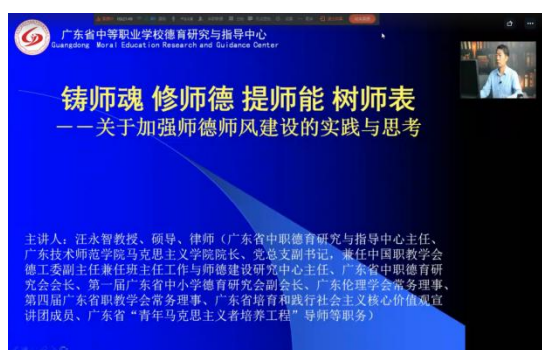 广东省中等职业学校德育研究与指导中心
Guangdong Moral Education Research and Guidance Center
铸师魂 修师德 提师能 树师表
——关于加强师德师风建设的实践与思考
主讲人：汪永智教授、硕导、律师（广东省中职德育研究与指导中心主任、
广东技术师范学院马克思主义学院院长、党总支副书记，兼任中国职教学会
德工委副主任兼任班主任工作与师德建设研究中心主任、广东省中职德育研
究会会长、第一届广东省中小学德育研究会副会长、广东伦理学会常务理事、
第四届广东省职教学会常务理事、广东省培育和践行社会主义核心价值观宣
讲团成员、广东省“青年马克思主义者培养工程”导师等职务）